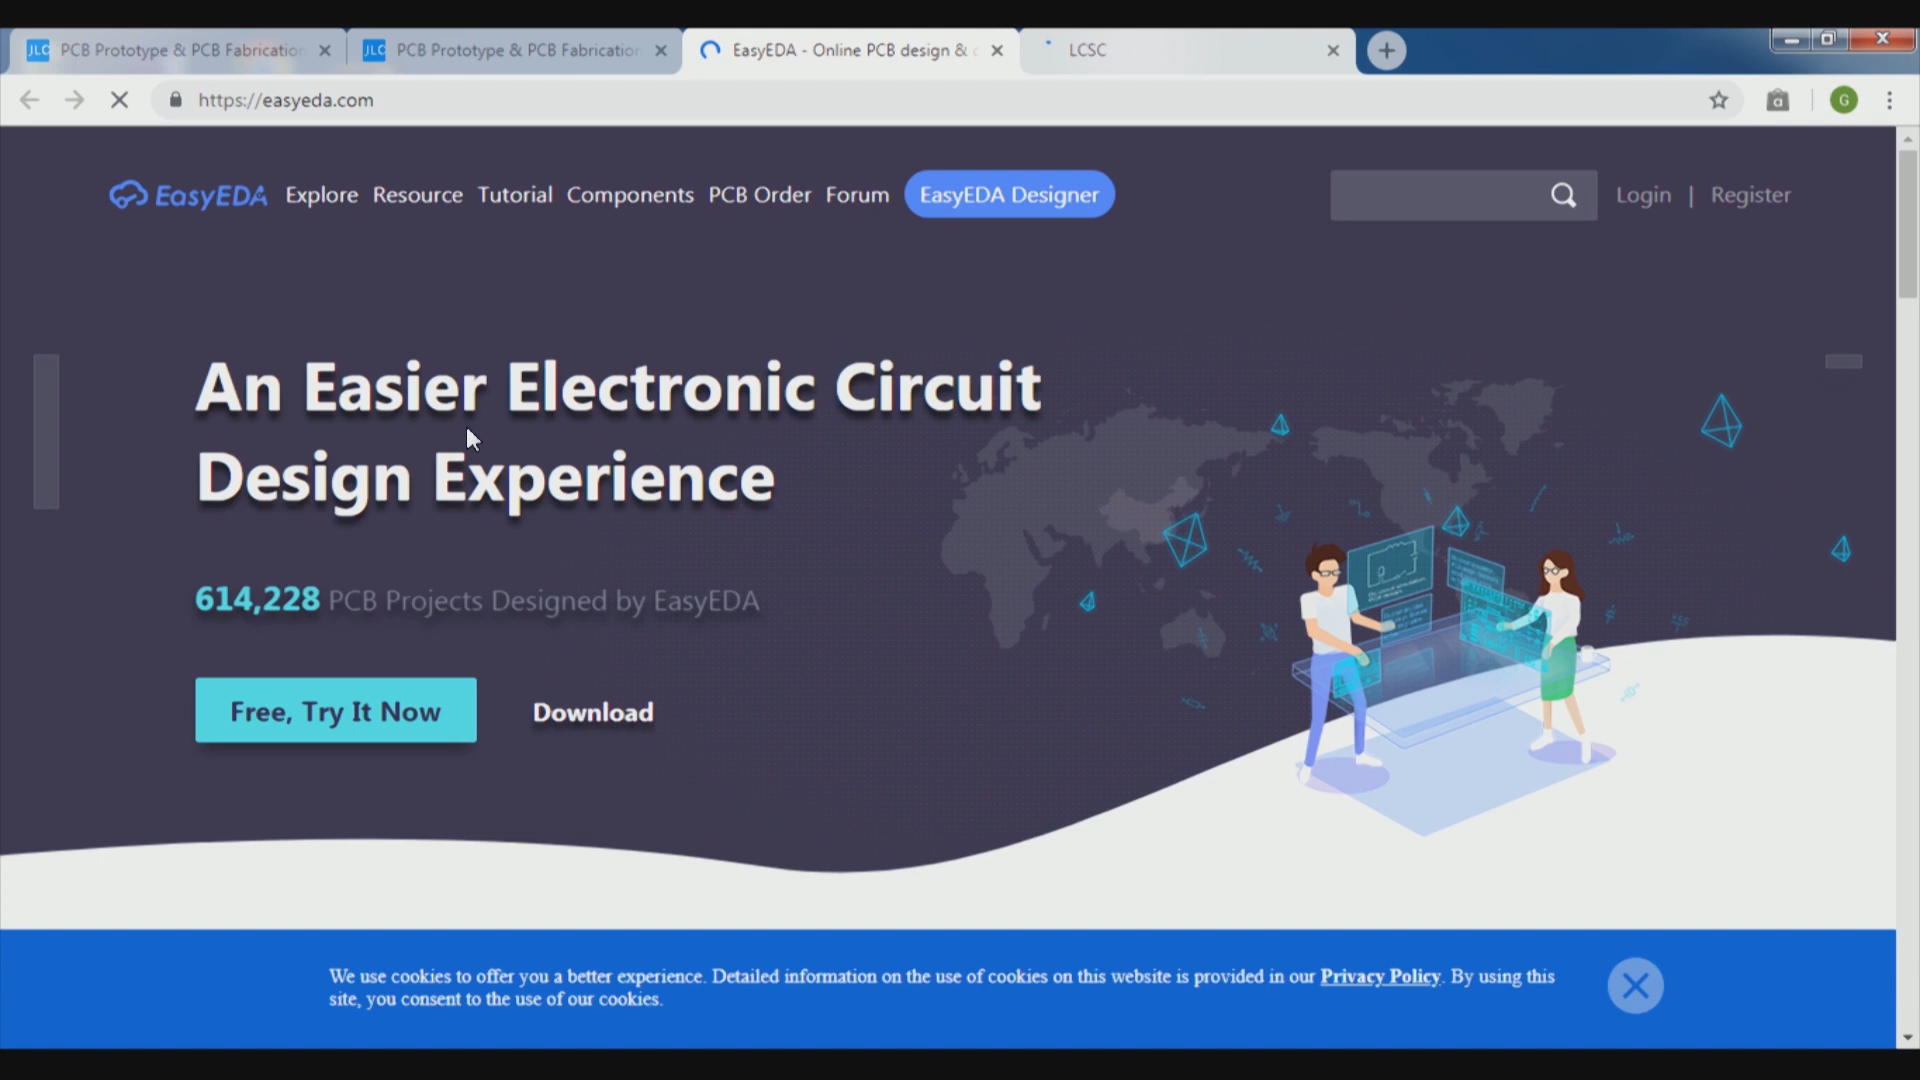 JLC PCB Prototype & PCB Fabrication
JLC PCB Prototype & PCB Fabrication
EasyEDA - Online PCB design &
LCSC
https://easyeda.com
G
EasyEDA Explore Resource Tutorial Components PCB Order Forum EasyEDA Designer
Login | Register
An Easier Electronic Circuit
Design Experience
614,228 PCB Projects Designed by EasyEDA
Free, Try It Now
Download
We use cookies to offer you a better experience. Detailed information on the use of cookies on this website is provided in our Privacy Policy. By using this
site, you consent to the use of our cookies.